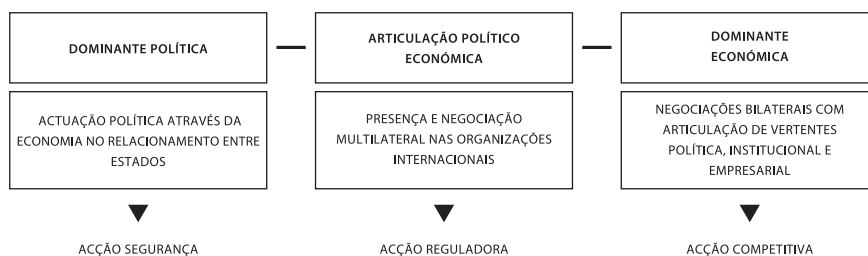 DOMINANTE POLÍTICA
ARTICULAÇÃO POLÍTICO
ECONÓMICA
DOMINANTE
ECONÓMICA
ACTUAÇÃO POLÍTICA ATRAVÉS DA
ECONOMIA NO RELACIONAMENTO ENTRE
ESTADOS
PRESENÇA E NEGOCIAÇÃO
MULTILATERAL NAS ORGANIZAÇÕES
INTERNACIONAIS
NEGOCIAÇÕES BILATERAIS COM
ARTICULAÇÃO DE VERTENTES
POLÍTICA, INSTITUCIONAL E
EMPRESARIAL
ACÇÃO SEGURANÇA
ACÇÃO REGULADORA
ACÇÃO COMPETITIVA